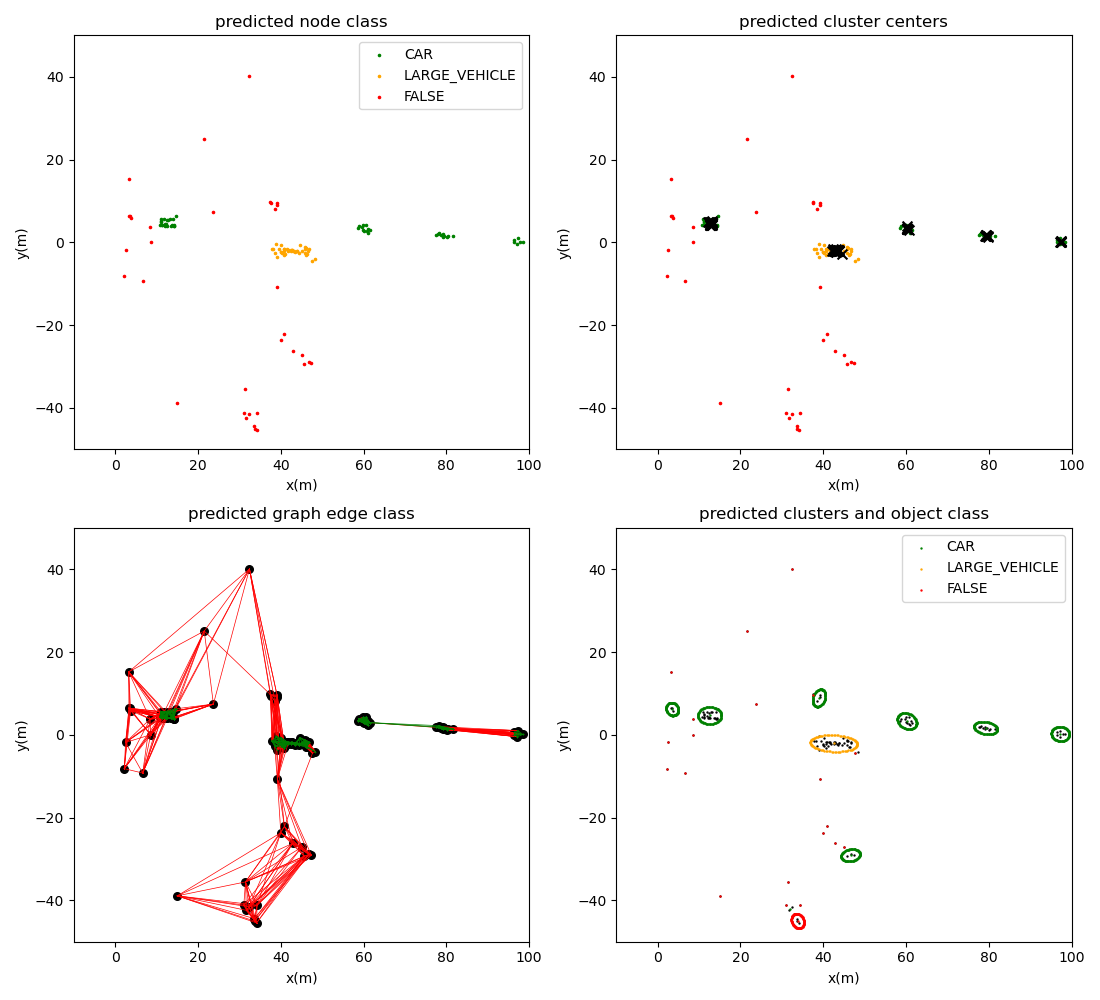 predicted node class
CAR
LARGE_VEHICLE
FALSE
40
20
0
−20
−40
y(m)
0 20 40 60 80 100
x(m)
predicted cluster centers
40
20
0
−20
−40
y(m)
0 20 40 60 80 100
x(m)
predicted graph edge class
40
20
0
−20
−40
y(m)
0 20 40 60 80 100
x(m)
predicted clusters and object class
CAR
LARGE_VEHICLE
FALSE
40
20
0
−20
−40
y(m)
0 20 40 60 80 100
x(m)